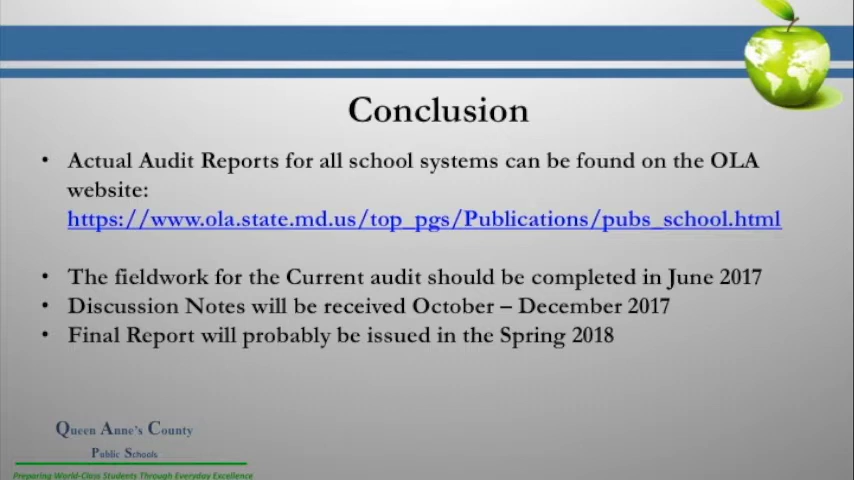 Conclusion
• Actual Audit Reports for all school systems can be found on the OLA
website:
https://www.ola.state.md.us/top_pgs/Publications/pubs_school.html
• The fieldwork for the Current audit should be completed in June 2017
• Discussion Notes will be received October – December 2017
• Final Report will probably be issued in the Spring 2018
Queen Anne's County
Public Schools
Preparing World-Class Students Through Everyday Excellence